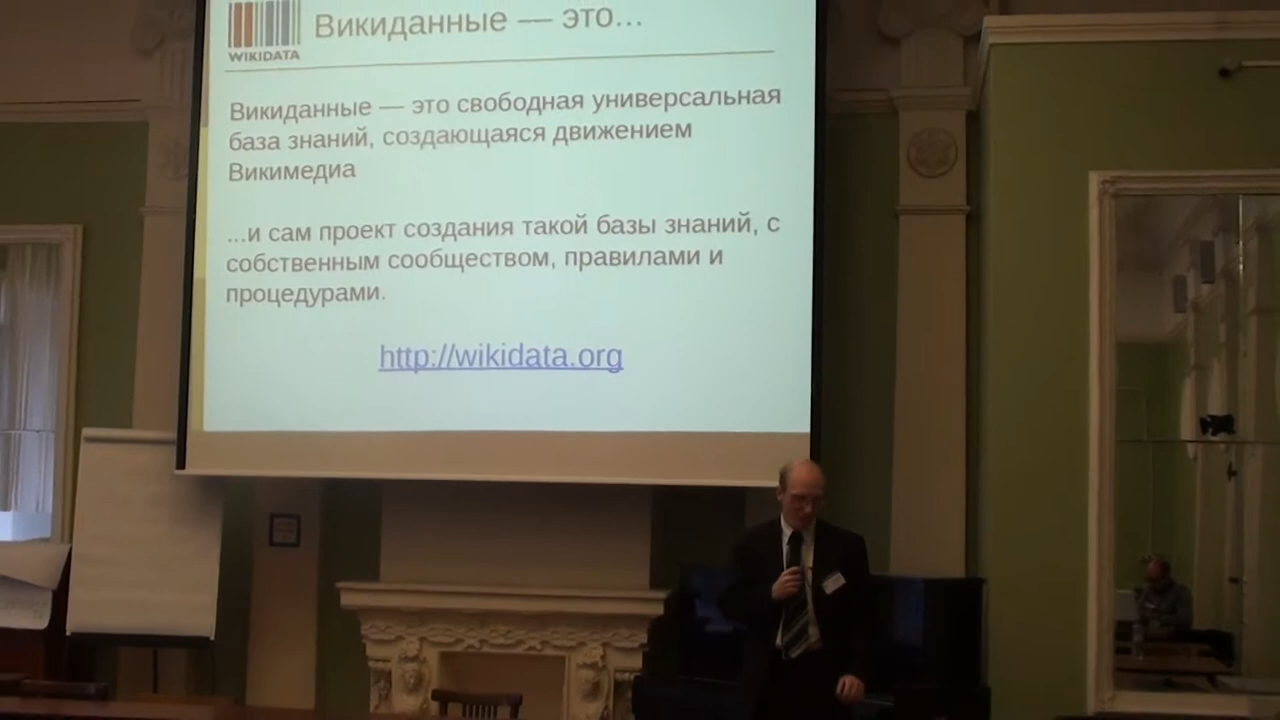 WIKIDATA
Викиданные — это...
Викиданные — это свободная универсальная
база знаний, создающаяся движением
Викимедиа
...и сам проект создания такой базы знаний, с
собственным сообществом, правилами и
процедурами.
http://wikidata.org